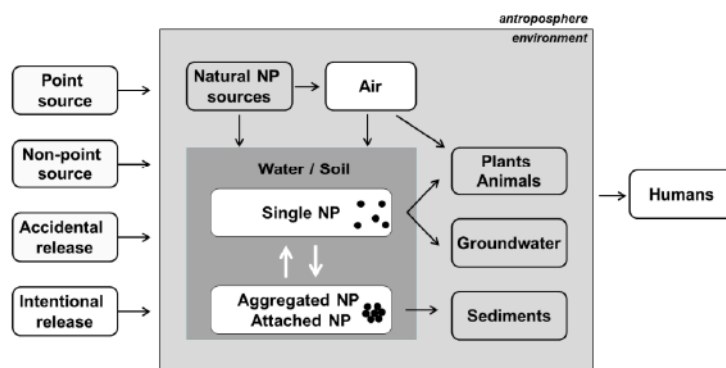 antroposphere
environment
Point
source
Natural NP
sources
Air
Non-point
source
Water / Soil
Plants
Animals
Single NP
Humans
Accidental
release
Groundwater
Intentional
release
Aggregated NP
Attached NP
Sediments